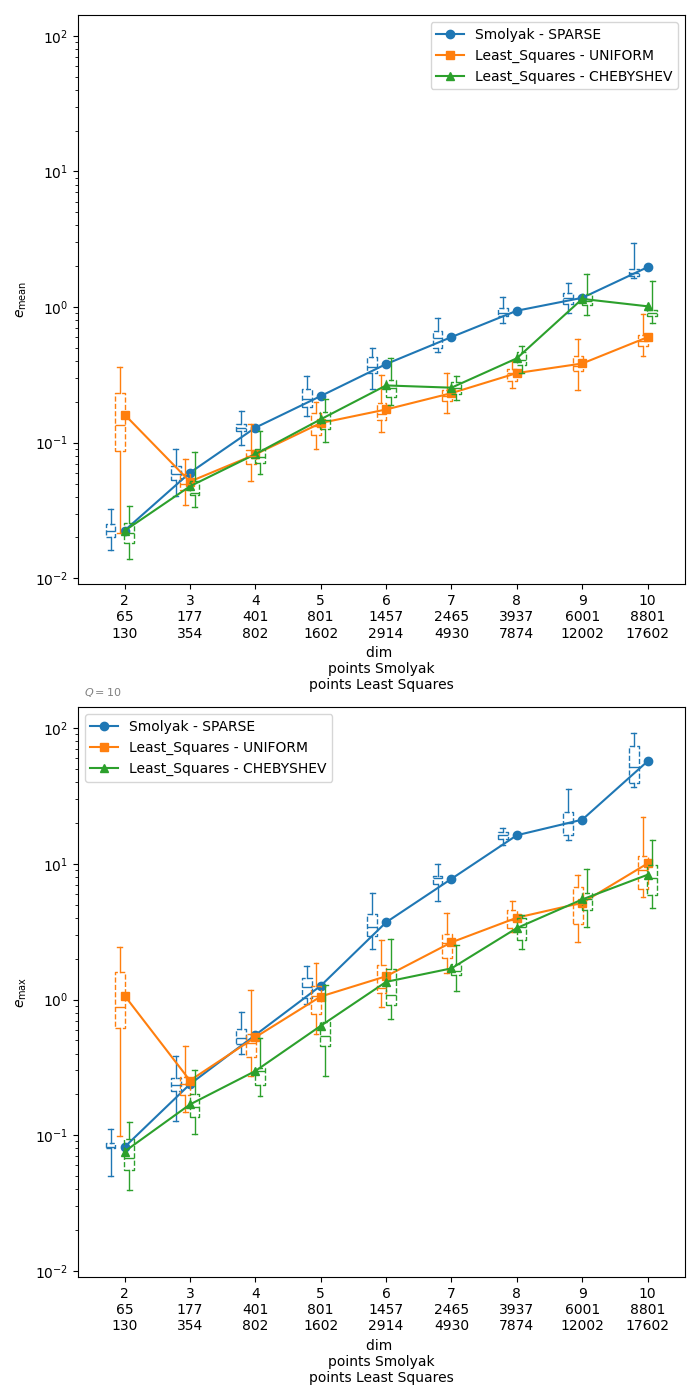 10²
10¹
10⁰
10⁻¹
10⁻²
e_mean
Smolyak - SPARSE
Least_Squares - UNIFORM
Least_Squares - CHEBYSHEV
2 3 4 5 6 7 8 9 10
65 177 401 801 1457 2465 3937 6001 8801
130 354 802 1602 2914 4930 7874 12002 17602
dim
points Smolyak
points Least Squares
Q = 10
10²
10¹
10⁰
10⁻¹
10⁻²
e_max
Smolyak - SPARSE
Least_Squares - UNIFORM
Least_Squares - CHEBYSHEV
2 3 4 5 6 7 8 9 10
65 177 401 801 1457 2465 3937 6001 8801
130 354 802 1602 2914 4930 7874 12002 17602
dim
points Smolyak
points Least Squares